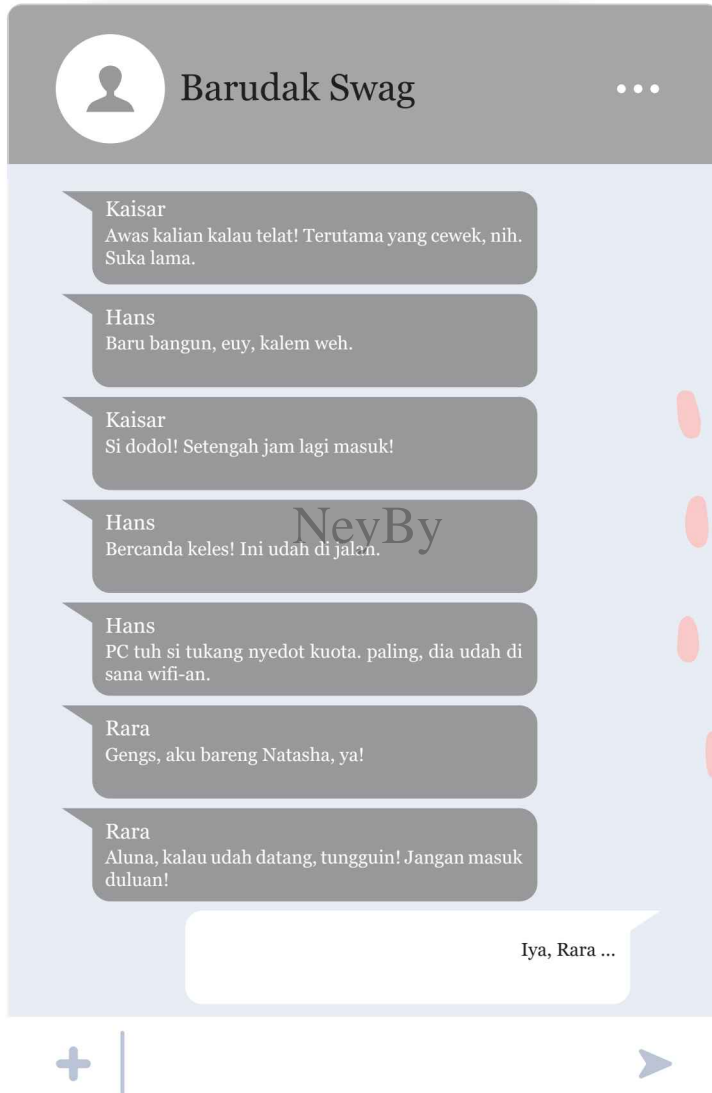 Barudak Swag
Kaisar
Awas kalian kalau telat! Terutama yang cewek, nih.
Suka lama.
Hans
Baru bangun, euy, kalem weh.
Kaisar
Si dodol! Setengah jam lagi masuk!
Hans
Bercanda keles! Ini udah di jalan.
NeyBy
Hans
PC tuh si tukang nyedot kuota. paling, dia udah di
sana wifi-an.
Rara
Gengs, aku bareng Natasha, ya!
Rara
Aluna, kalau udah datang, tungguin! Jangan masuk
duluan!
Iya, Rara ...